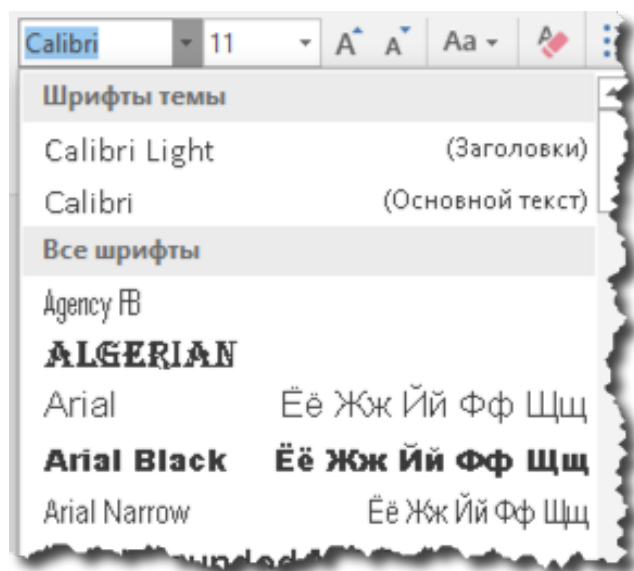 Calibri 11 A A Aa A
Шрифты темы
Calibri Light (Заголовки)
Calibri (Основной текст)
Все шрифты
Agency FB
ALGERIAN
Arial Ёё Жж Йй Фф Щщ
Arial Black Ёё Жж Йй Фф Щщ
Arial Narrow Ёё Жж Йй Фф Щщ